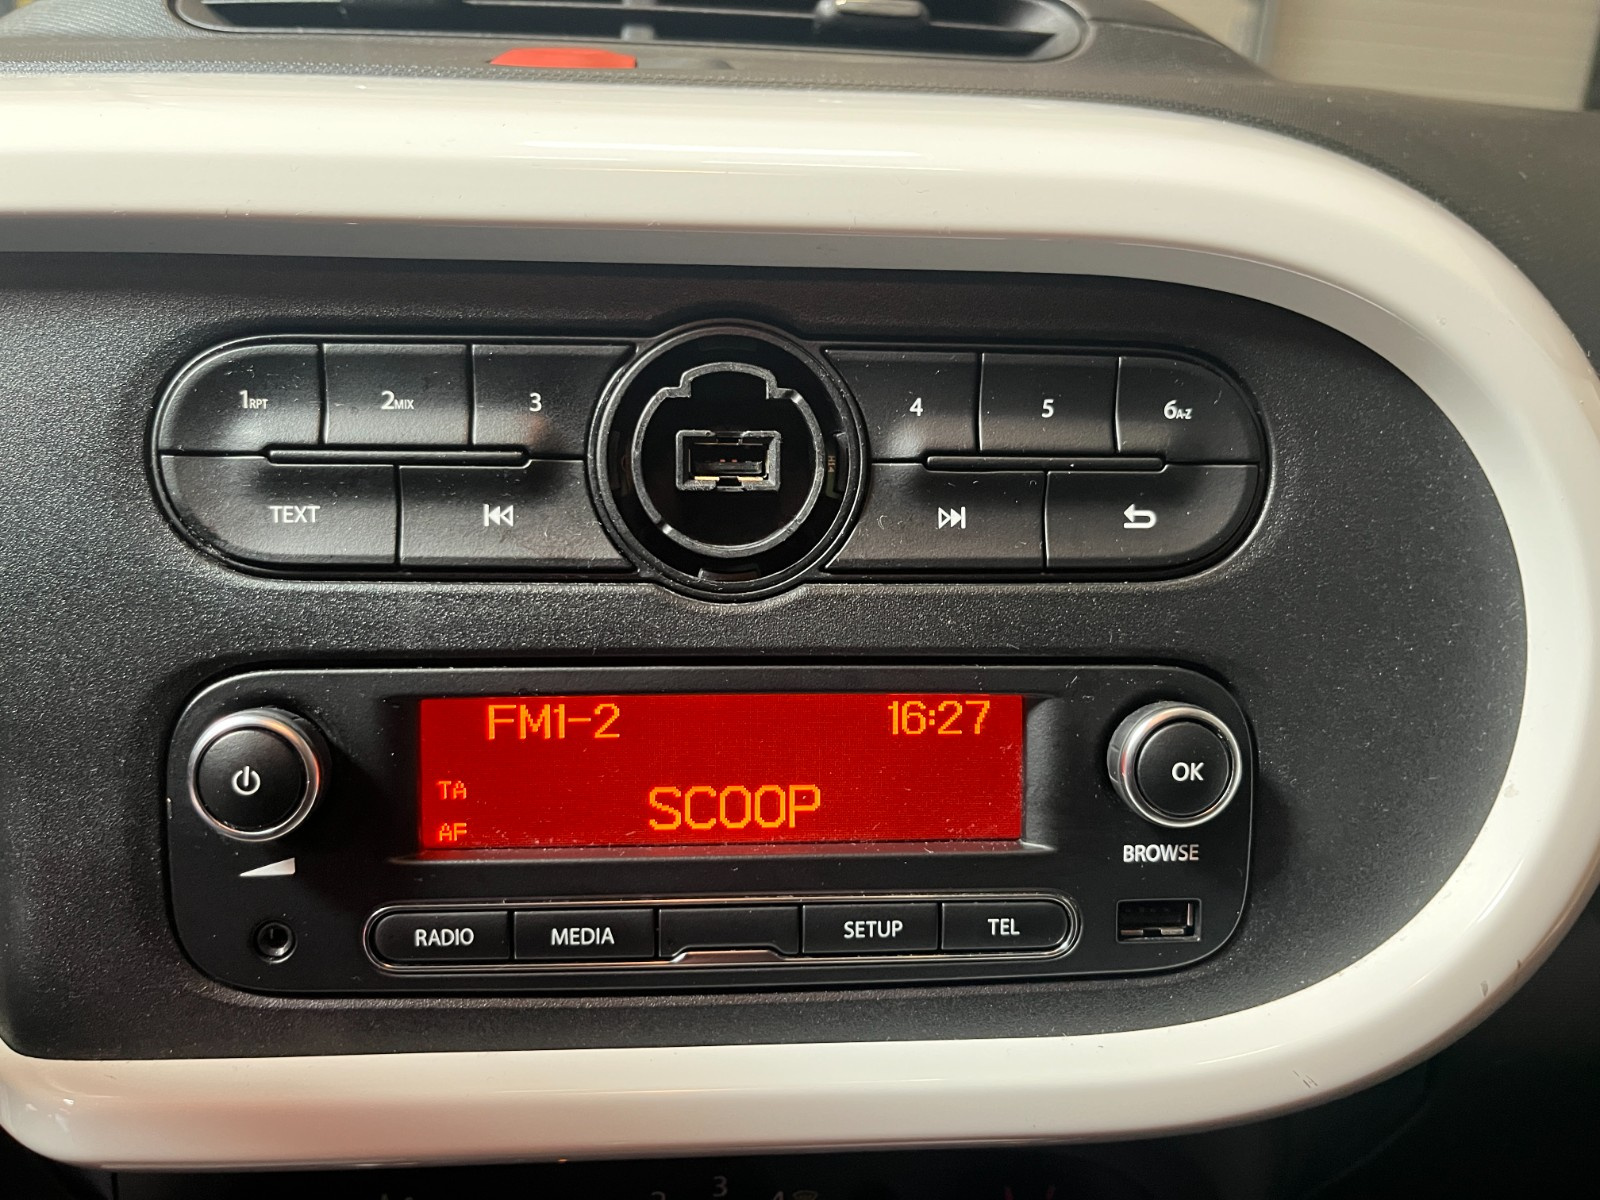 1RPT 2MIX 3 4 5 6A-Z
TEXT
FM1-2 16:27
TA SCOOP
AF
OK
BROWSE
RADIO MEDIA SETUP TEL
3